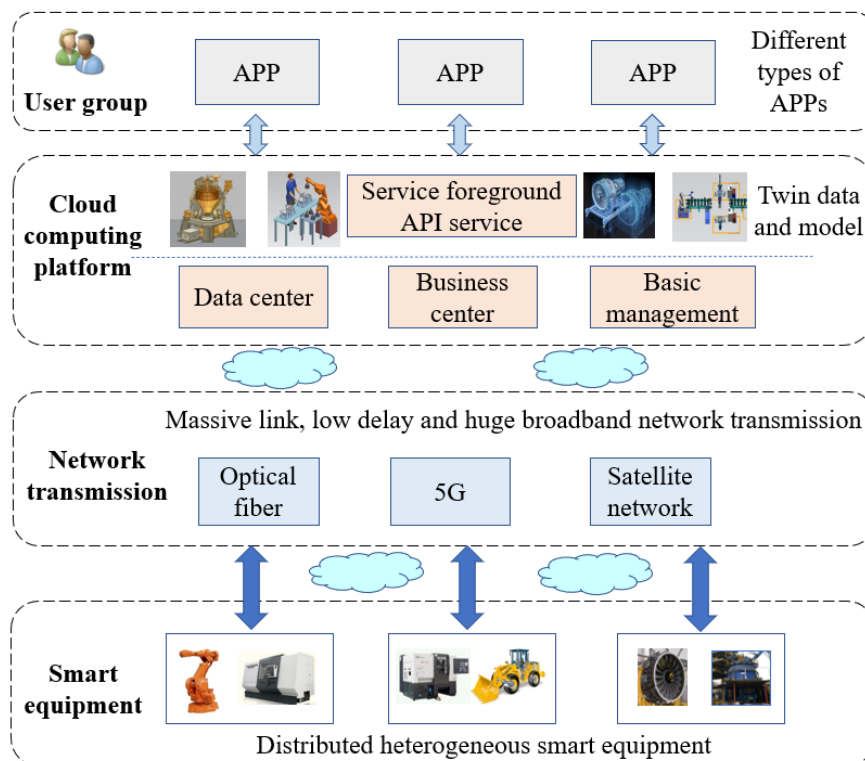 User group
APP
APP
APP
Different
types of
APPs
Cloud
computing
platform
Service foreground
API service
Twin data
and model
Data center
Business
center
Basic
management
Massive link, low delay and huge broadband network transmission
Network
transmission
Optical
fiber
5G
Satellite
network
Smart
equipment
Distributed heterogeneous smart equipment